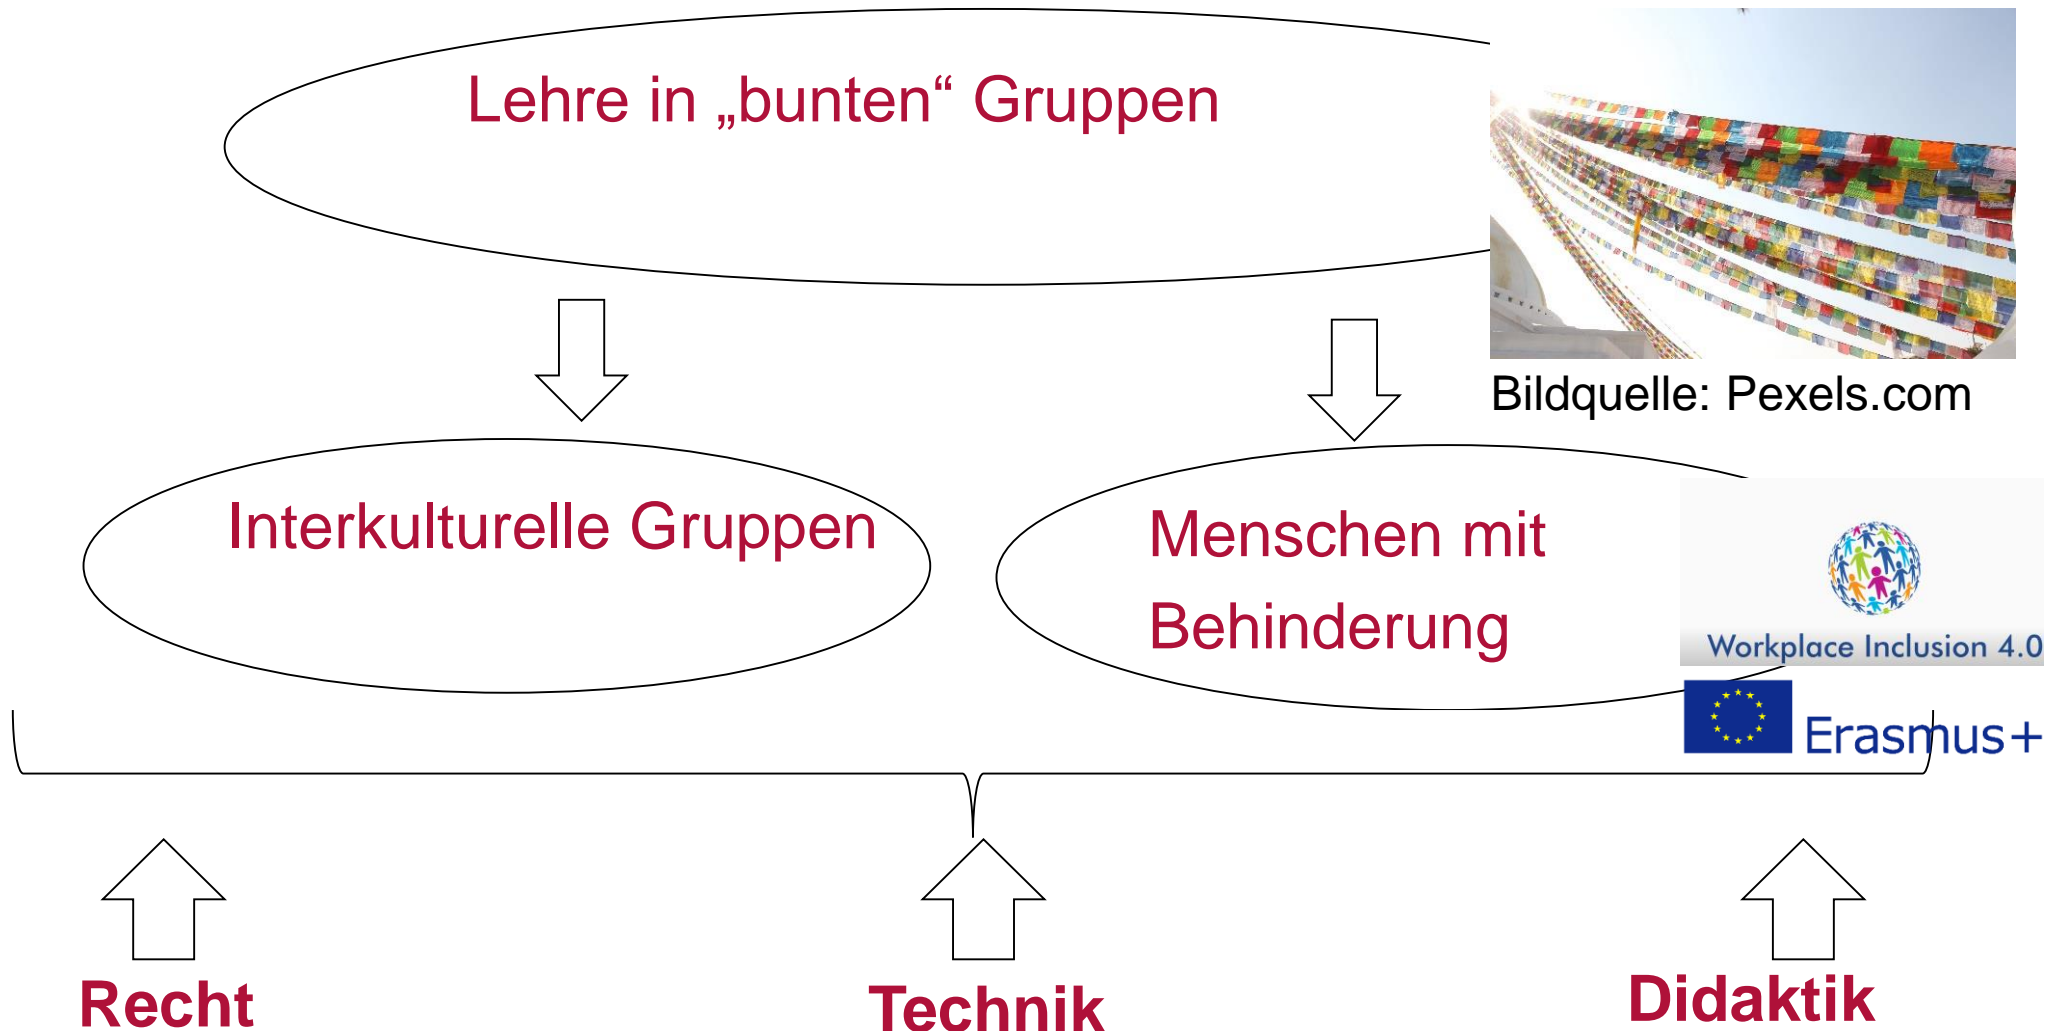 Lehre in „bunten“ Gruppen
Bildquelle: Pexels.com
Interkulturelle Gruppen
Menschen mit
Behinderung
Workplace Inclusion 4.0
Erasmus+
Recht
Technik
Didaktik